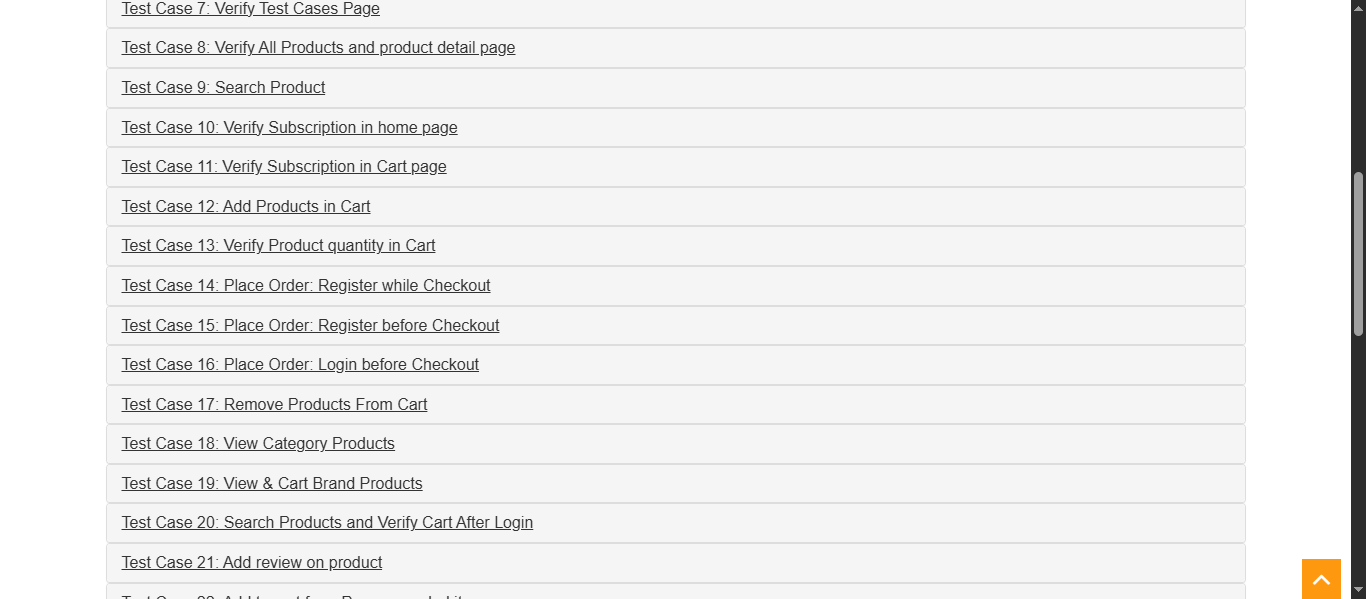 Test Case 7: Verify Test Cases Page
Test Case 8: Verify All Products and product detail page
Test Case 9: Search Product
Test Case 10: Verify Subscription in home page
Test Case 11: Verify Subscription in Cart page
Test Case 12: Add Products in Cart
Test Case 13: Verify Product quantity in Cart
Test Case 14: Place Order: Register while Checkout
Test Case 15: Place Order: Register before Checkout
Test Case 16: Place Order: Login before Checkout
Test Case 17: Remove Products From Cart
Test Case 18: View Category Products
Test Case 19: View & Cart Brand Products
Test Case 20: Search Products and Verify Cart After Login
Test Case 21: Add review on product